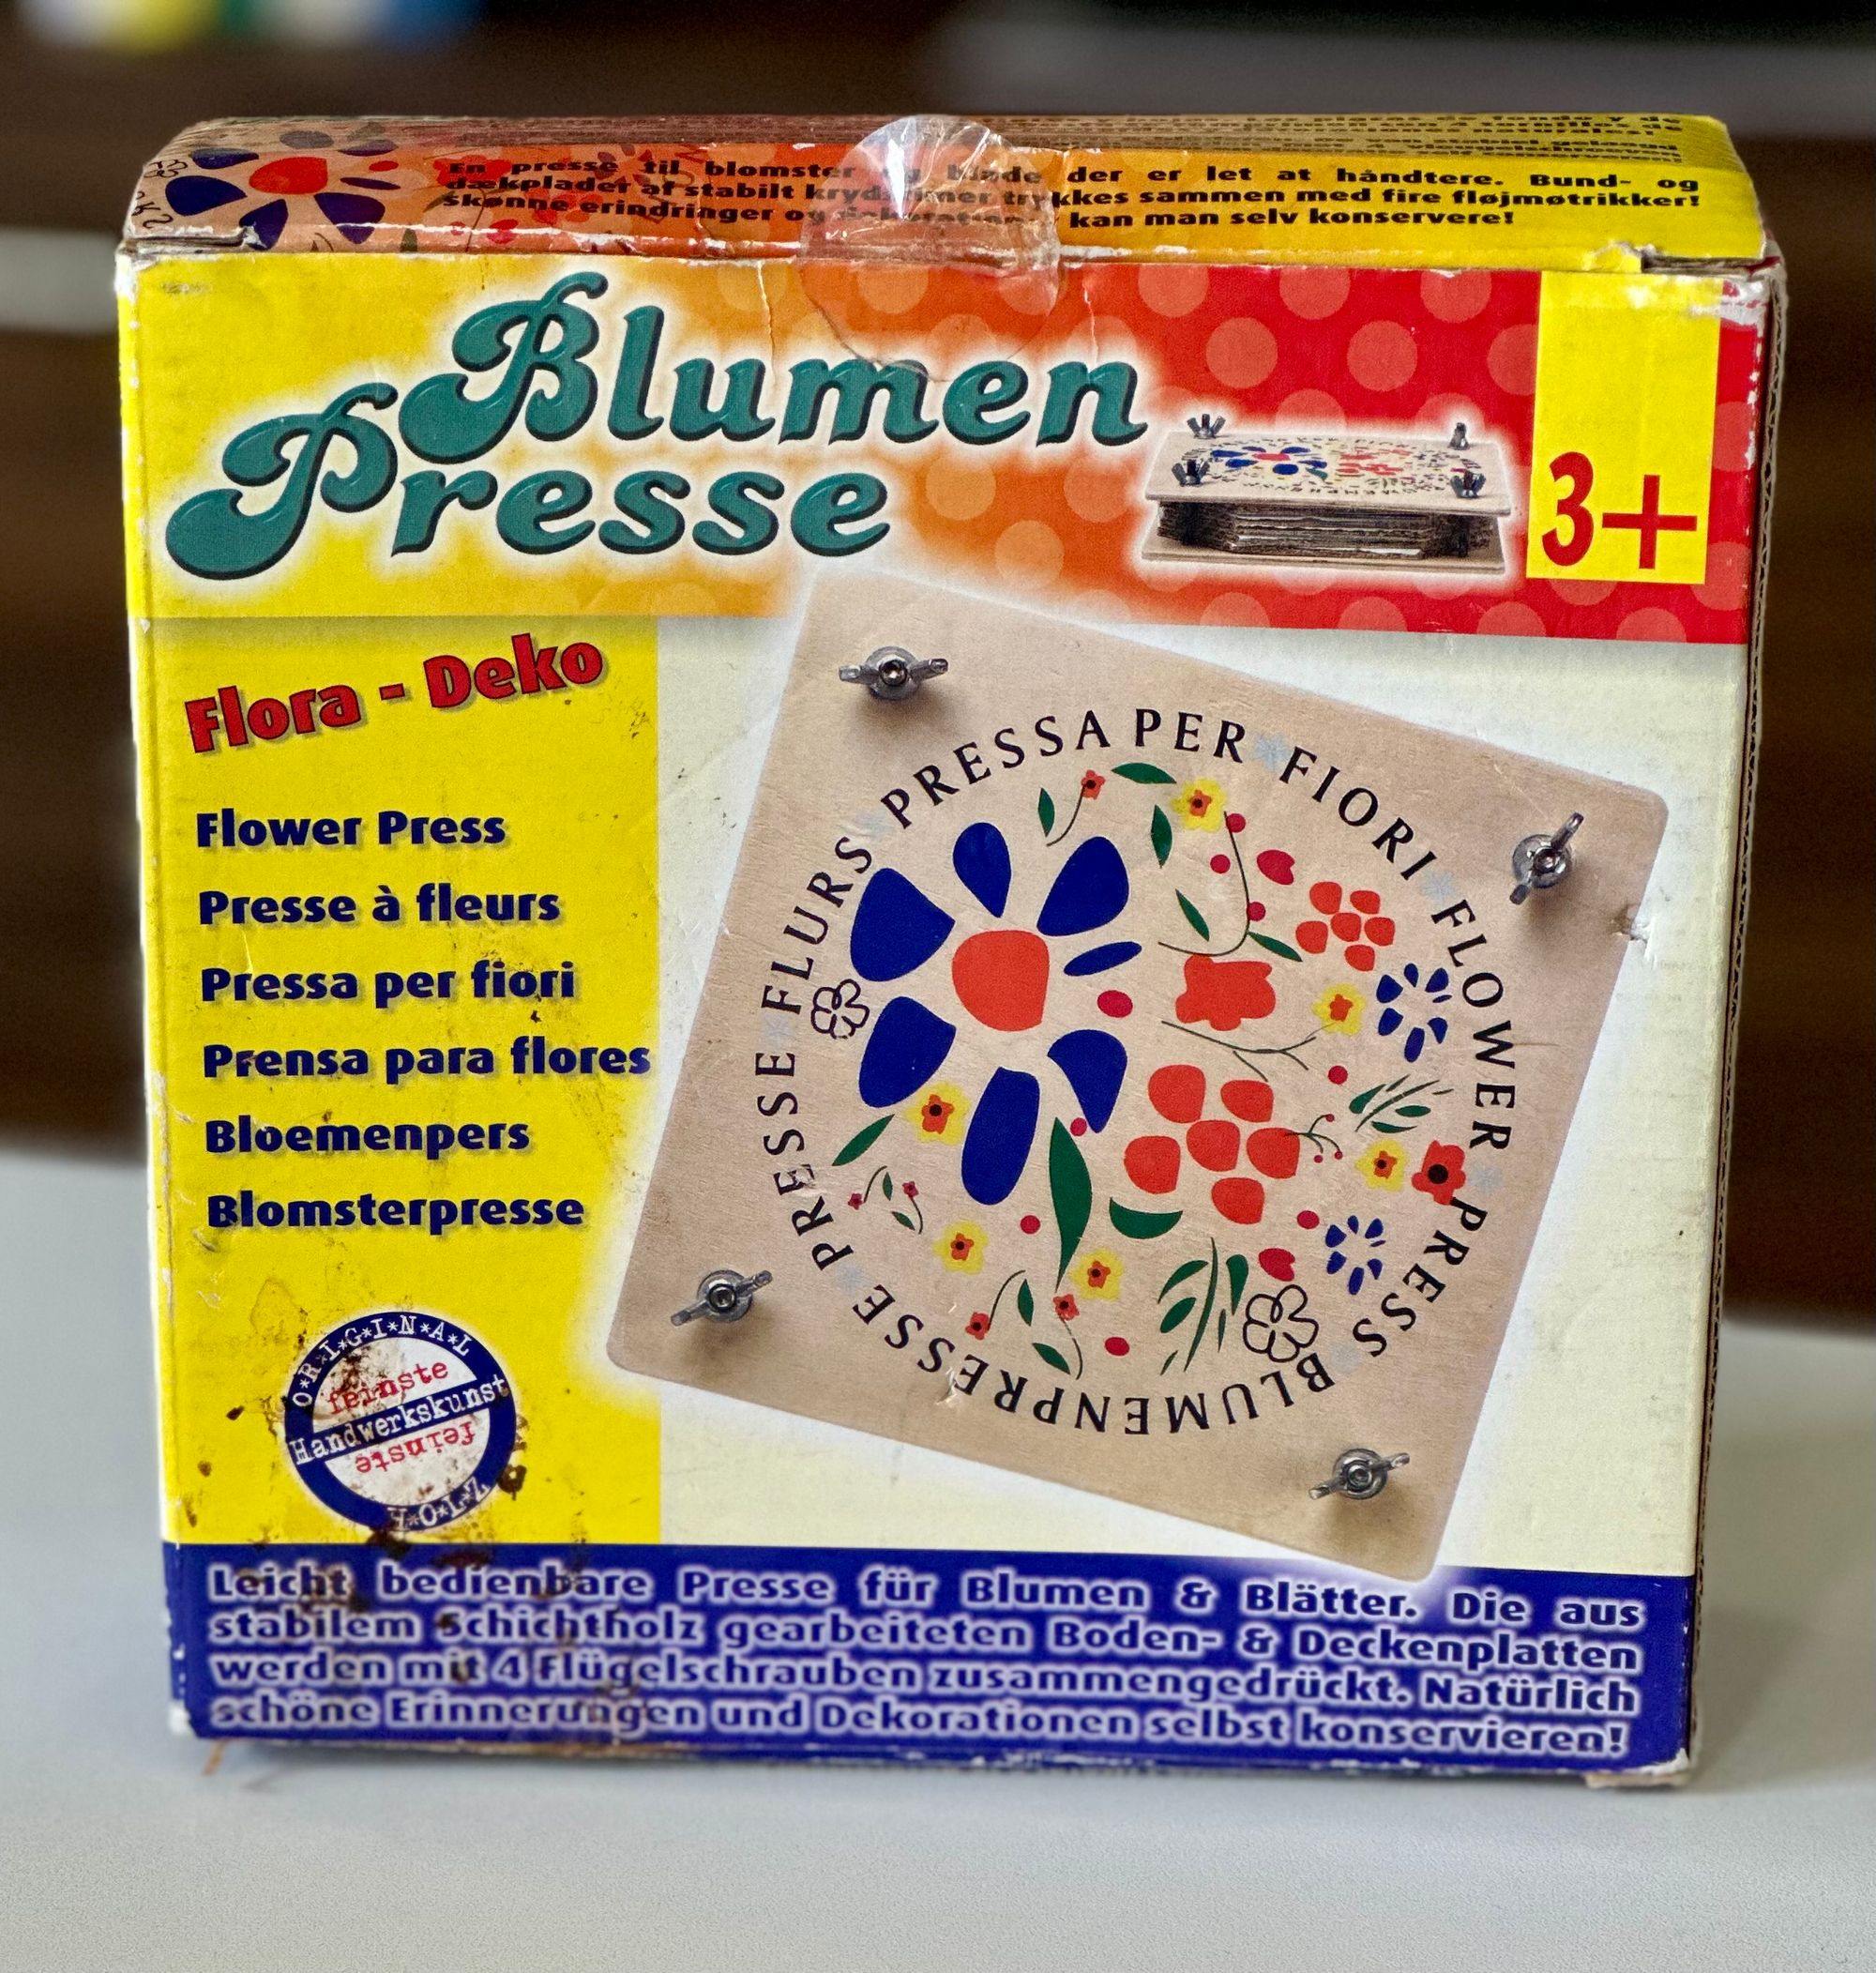 En presse til blomster der er let at håndtere. Bund- og
dækplader af stabilt trykkes sammen med fire fløjmøtrikker!
skønne erindringer og kan man selv konservere!
Blumen
Presse
3+
Flora - Deko
Flower Press
Presse à fleurs
Pressa per fiori
Prensa para flores
Bloemenpers
Blomsterpresse
PRESSA PER FIORI
FLOWER PRESS
BLUMENPRESSE
PRESSE FLURS
O*R*I*G*I*N*A*L
feinste
Handwerkskunst
feinste
H*O*L*Z
Leicht bedienbare Presse für Blumen & Blätter. Die aus
stabilem Schichtholz gearbeiteten Boden- & Deckenplatten
werden mit 4 Flügelschrauben zusammengedrückt. Natürlich
schöne Erinnerungen und Dekorationen selbst konservieren!